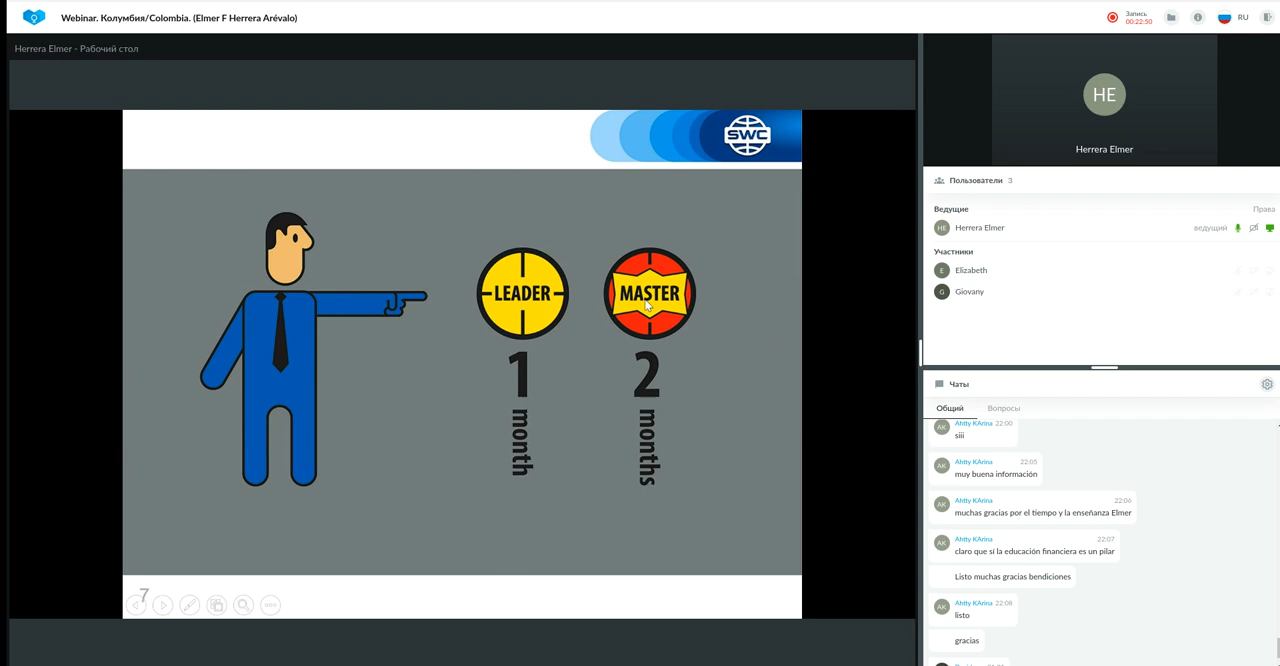 Webinar. Колумбия/Colombia. (Elmer F Herrera Arévalo)
Запись
00:22:50
RU
Herrera Elmer - Рабочий стол
SWC
LEADER
MASTER
1
2
month
months
7
HE
Herrera Elmer
Пользователи 3
Ведущие
Права
HE
Herrera Elmer
ведущий
Участники
E
Elizabeth
G
Giovany
Чаты
Общий
Вопросы
AK
Ahtty KArina 22:00
siii
AK
Ahtty KArina 22:05
muy buena información
AK
Ahtty KArina 22:06
muchas gracias por el tiempo y la enseñanza Elmer
AK
Ahtty KArina 22:07
claro que sí la educación financiera es un pilar
Listo muchas gracias bendiciones
AK
Ahtty KArina 22:08
listo
gracias